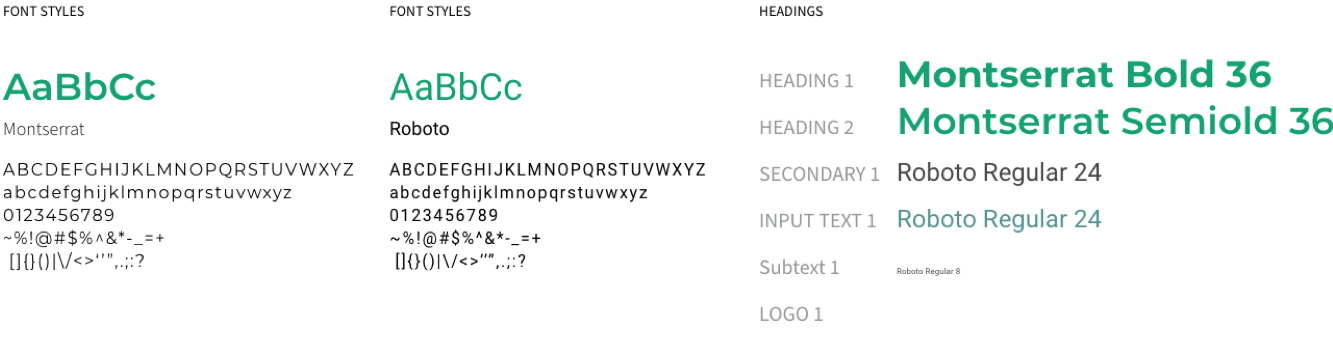 FONT STYLES
AaBbCc
Montserrat
ABCDEFGHIJKLMNOPQRSTUVWXYZ
abcdefghijklmnopqrstuvwxyz
0123456789
~%!@#$%^&*-_=+
[]{}()|\/<>‘’”,.;:?
FONT STYLES
AaBbCc
Roboto
ABCDEFGHIJKLMNOPQRSTUVWXYZ
abcdefghijklmnopqrstuvwxyz
0123456789
~%!@#$%^&*-_=+
[]{}()|\/<>‘’”,.;:?
HEADINGS
HEADING 1 Montserrat Bold 36
HEADING 2 Montserrat Semiold 36
SECONDARY 1 Roboto Regular 24
INPUT TEXT 1 Roboto Regular 24
Subtext 1 Roboto Regular 8
LOGO 1